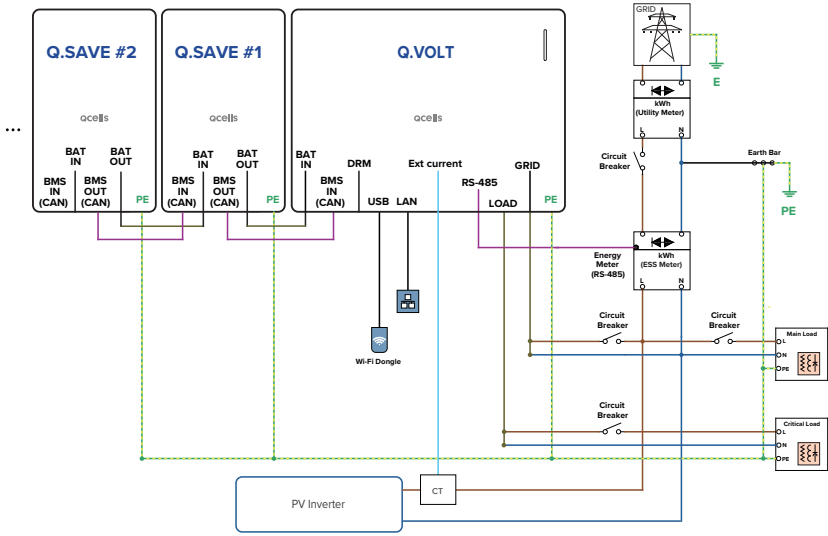 GRID
Q.SAVE #2
Q.SAVE #1
Q.VOLT
E
kWh
(Utility Meter)
L
N
qcells
qcells
qcells
...
BAT
IN
BAT
OUT
BMS
IN
(CAN)
BMS
OUT
(CAN)
PE
BAT
IN
BAT
OUT
BMS
IN
(CAN)
BMS
OUT
(CAN)
PE
BAT
IN
BMS
IN
(CAN)
DRM
USB
LAN
Ext current
RS-485
LOAD
GRID
PE
Circuit
Breaker
Earth Bar
PE
Energy
Meter
(RS-485)
kWh
(ESS Meter)
L
N
Wi-Fi Dongle
Circuit
Breaker
Circuit
Breaker
Main Load
L
N
PE
Circuit
Breaker
Critical Load
L
N
PE
PV Inverter
CT